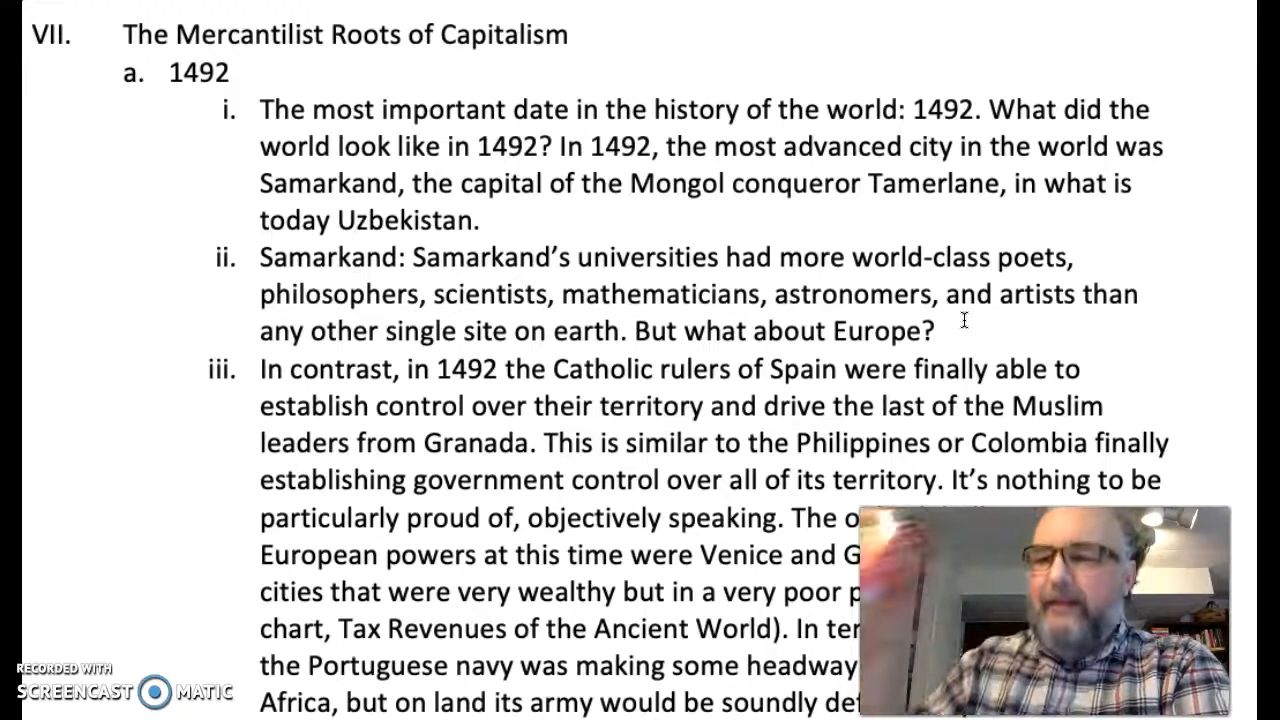 VII. The Mercantilist Roots of Capitalism
a. 1492
i. The most important date in the history of the world: 1492. What did the
world look like in 1492? In 1492, the most advanced city in the world was
Samarkand, the capital of the Mongol conqueror Tamerlane, in what is
today Uzbekistan.
ii. Samarkand: Samarkand’s universities had more world-class poets,
philosophers, scientists, mathematicians, astronomers, and artists than
any other single site on earth. But what about Europe?
iii. In contrast, in 1492 the Catholic rulers of Spain were finally able to
establish control over their territory and drive the last of the Muslim
leaders from Granada. This is similar to the Philippines or Colombia finally
establishing government control over all of its territory. It’s nothing to be
particularly proud of, objectively speaking. The
European powers at this time were Venice and
cities that were very wealthy but in a very poor
chart, Tax Revenues of the Ancient World). In
the Portuguese navy was making some headway
Africa, but on land its army would be soundly
RECORDED WITH
SCREENCAST MATIC